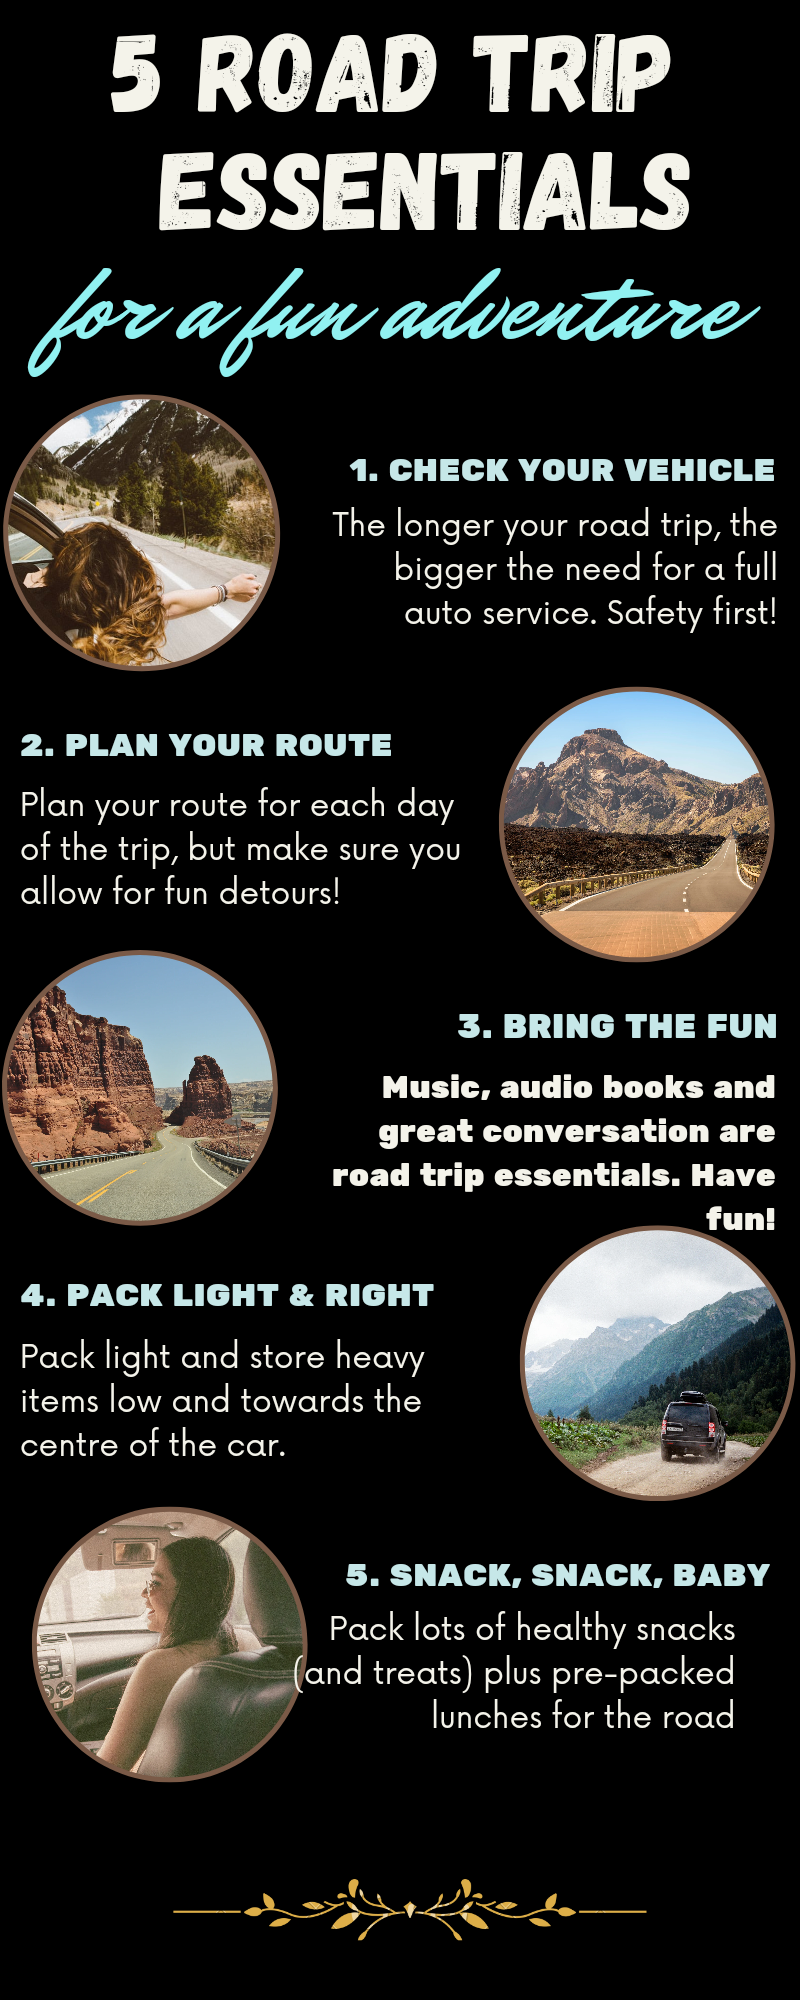 5 ROAD TRIP
ESSENTIALS
for a fun adventure
1. CHECK YOUR VEHICLE
The longer your road trip, the
bigger the need for a full
auto service. Safety first!
2. PLAN YOUR ROUTE
Plan your route for each day
of the trip, but make sure you
allow for fun detours!
3. BRING THE FUN
Music, audio books and
great conversation are
road trip essentials. Have
fun!
4. PACK LIGHT & RIGHT
Pack light and store heavy
items low and towards the
centre of the car.
5. SNACK, SNACK, BABY
Pack lots of healthy snacks
(and treats) plus pre-packed
lunches for the road